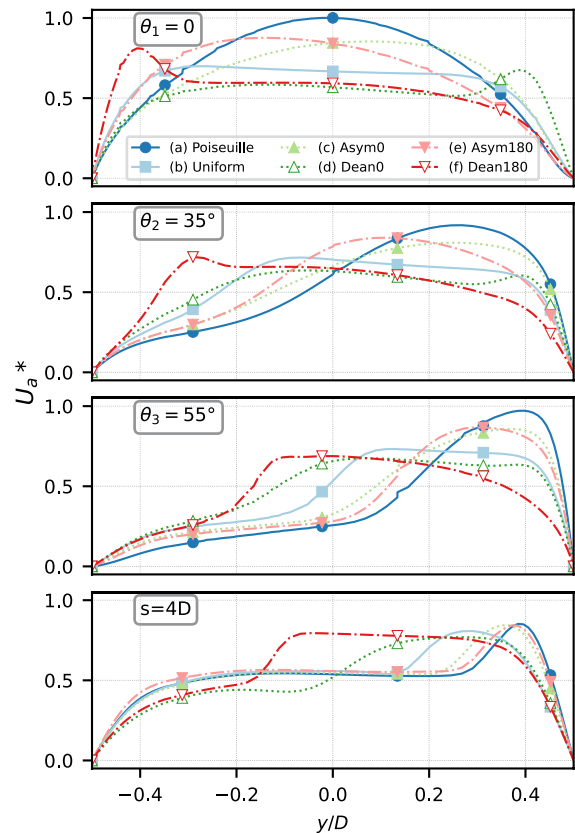 θ₁ = 0
1.0
0.5
0.0
(a) Poiseuille
(b) Uniform
(c) Asym0
(d) Dean0
(e) Asym180
(f) Dean180
θ₂ = 35°
1.0
0.5
0.0
Uₐ*
θ₃ = 55°
1.0
0.5
0.0
s=4D
1.0
0.5
0.0
−0.4 −0.2 0.0 0.2 0.4
y/D